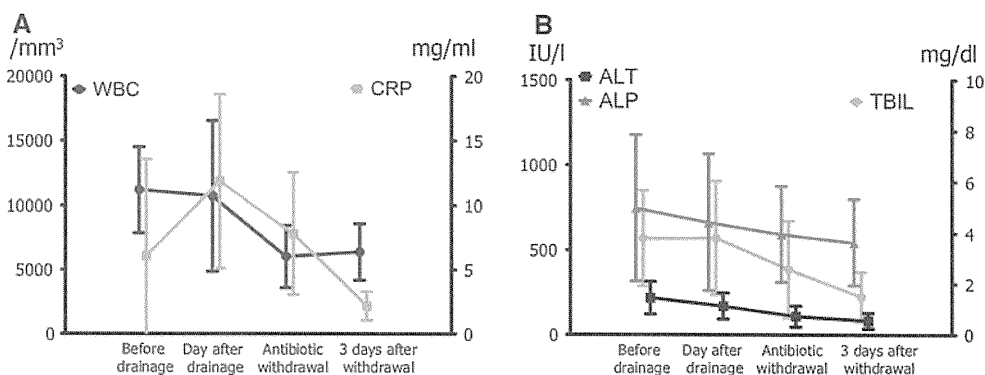 A
B
/mm³
mg/ml
IU/l
mg/dl
20000
20
1500
10
WBC
CRP
ALT
ALP
TBIL
8
15000
15
1000
6
10000
10
4
500
5000
5
2
0
0
0
0
Before drainage
Day after drainage
Antibiotic withdrawal
3 days after withdrawal
Before drainage
Day after drainage
Antibiotic withdrawal
3 days after withdrawal